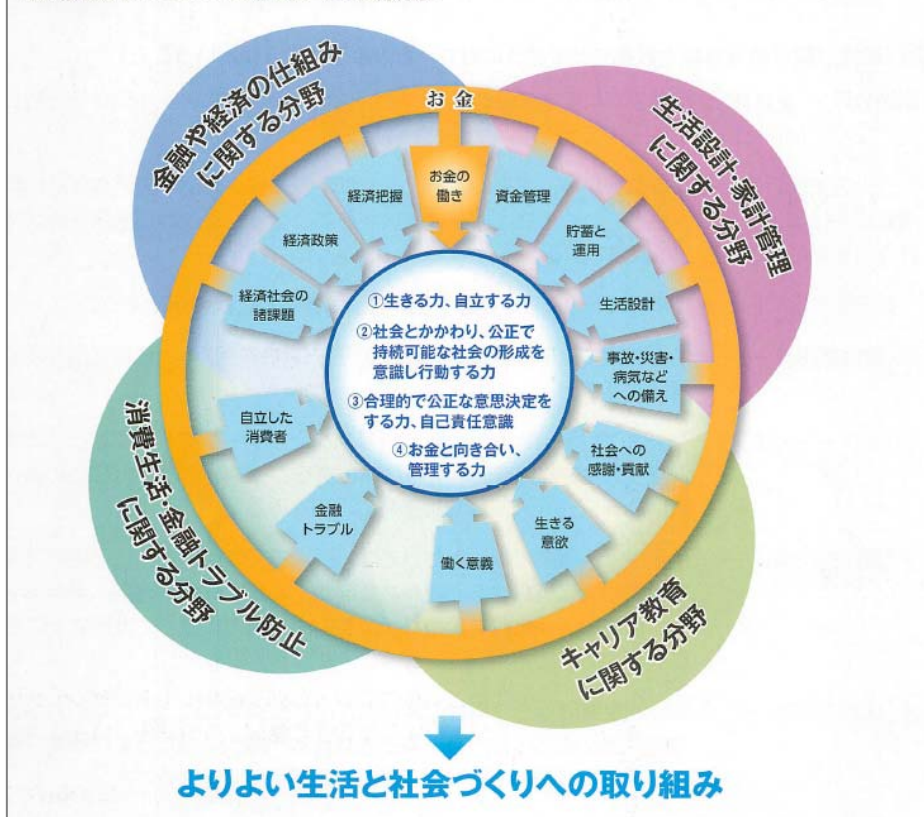 お金
金融や経済の仕組み
に関する分野
生活設計・家計管理
に関する分野
消費生活・金融トラブル防止
に関する分野
キャリア教育
に関する分野
お金の
働き
資金管理
貯蓄と
運用
生活設計
事故・災害・
病気など
への備え
社会への
感謝・貢献
生きる
意欲
働く意義
金融
トラブル
自立した
消費者
経済社会の
諸課題
経済政策
経済把握
①生きる力、自立する力
②社会とかかわり、公正で
持続可能な社会の形成を
意識し行動する力
③合理的で公正な意思決定を
する力、自己責任意識
④お金と向き合い、
管理する力
よりよい生活と社会づくりへの取り組み